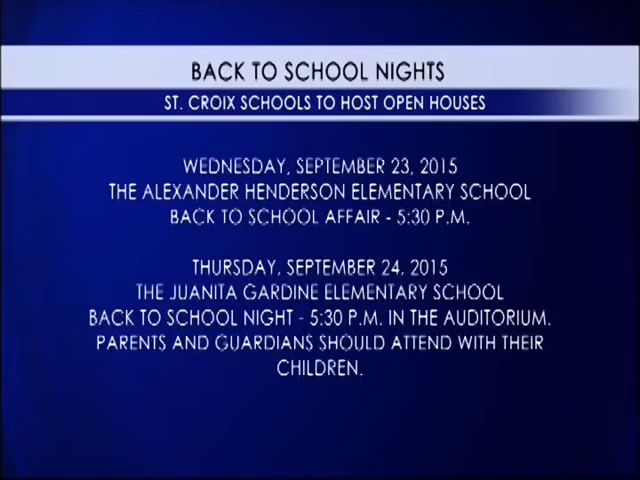 BACK TO SCHOOL NIGHTS
ST. CROIX SCHOOLS TO HOST OPEN HOUSES
WEDNESDAY, SEPTEMBER 23, 2015
THE ALEXANDER HENDERSON ELEMENTARY SCHOOL
BACK TO SCHOOL AFFAIR - 5:30 P.M.
THURSDAY, SEPTEMBER 24, 2015
THE JUANITA GARDINE ELEMENTARY SCHOOL
BACK TO SCHOOL NIGHT - 5:30 P.M. IN THE AUDITORIUM.
PARENTS AND GUARDIANS SHOULD ATTEND WITH THEIR
CHILDREN.